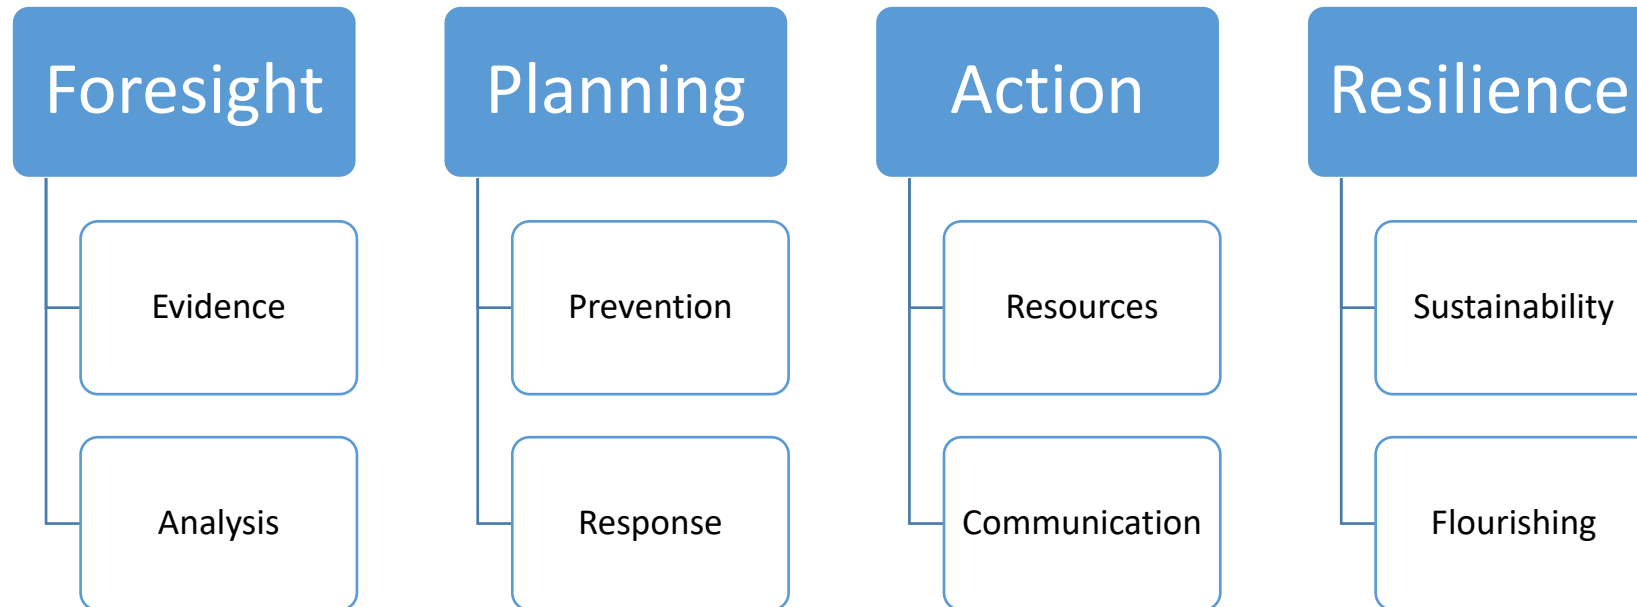 Foresight
Evidence
Analysis
Planning
Prevention
Response
Action
Resources
Communication
Resilience
Sustainability
Flourishing